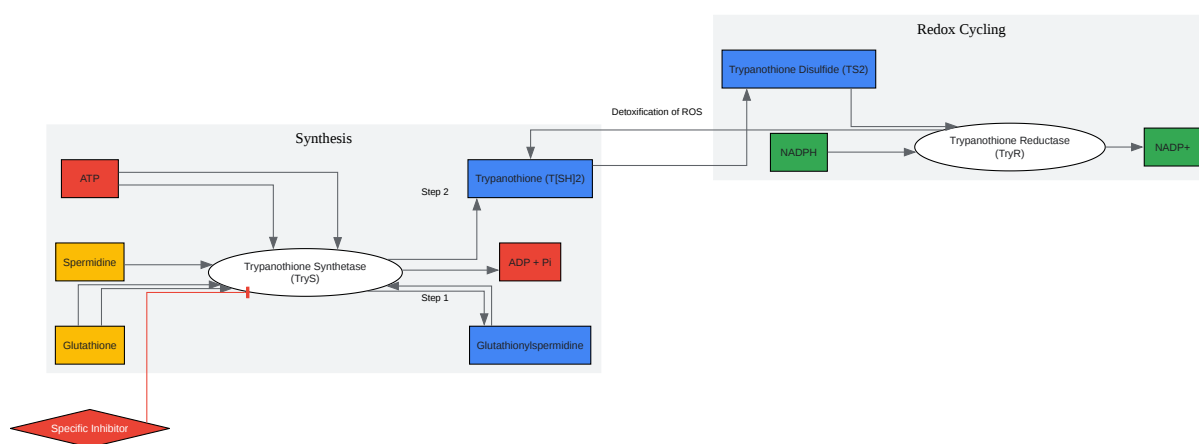 Redox Cycling
Trypanothione Disulfide (TS2)
Detoxification of ROS
Synthesis
Trypanothione Reductase
(TryR)
NADPH
NADP+
ATP
Trypanothione (T[SH]2)
Step 2
Spermidine
Trypanothione Synthetase
(TryS)
ADP + Pi
Step 1
Glutathione
Glutathionylspermidine
Specific Inhibitor